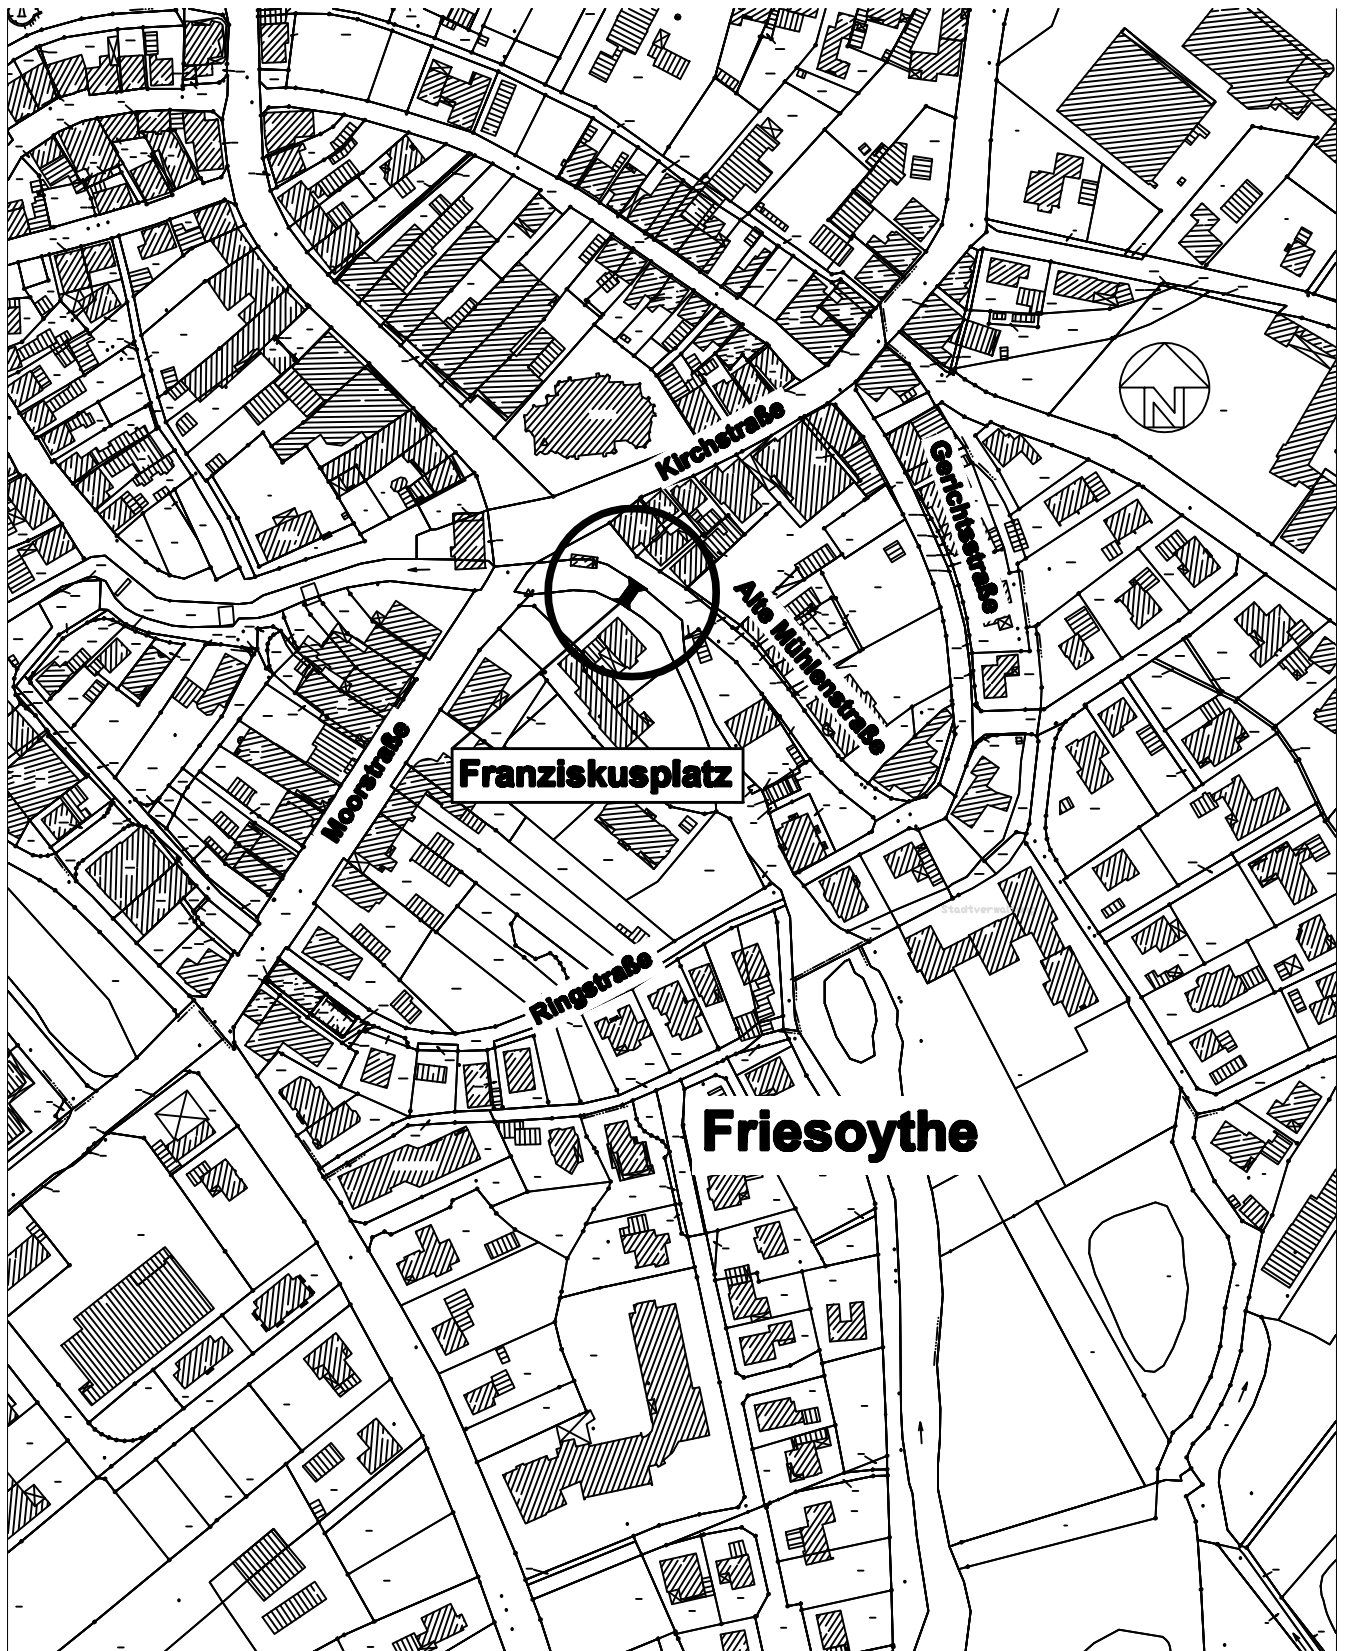 Kirchstraße
Gerichtsstraße
N
Alte Mühlenstraße
Moorstraße
Franziskusplatz
Ringstraße
Friesoythe